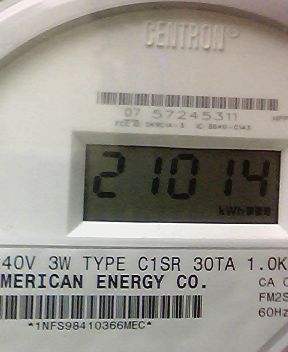 CENTRON®
07 57245311
21014
kWh
40V 3W TYPE C1SR 30TA 1.0K
MERICAN ENERGY CO.
CA
FM2S
60Hz
*1NFS98410366MEC*